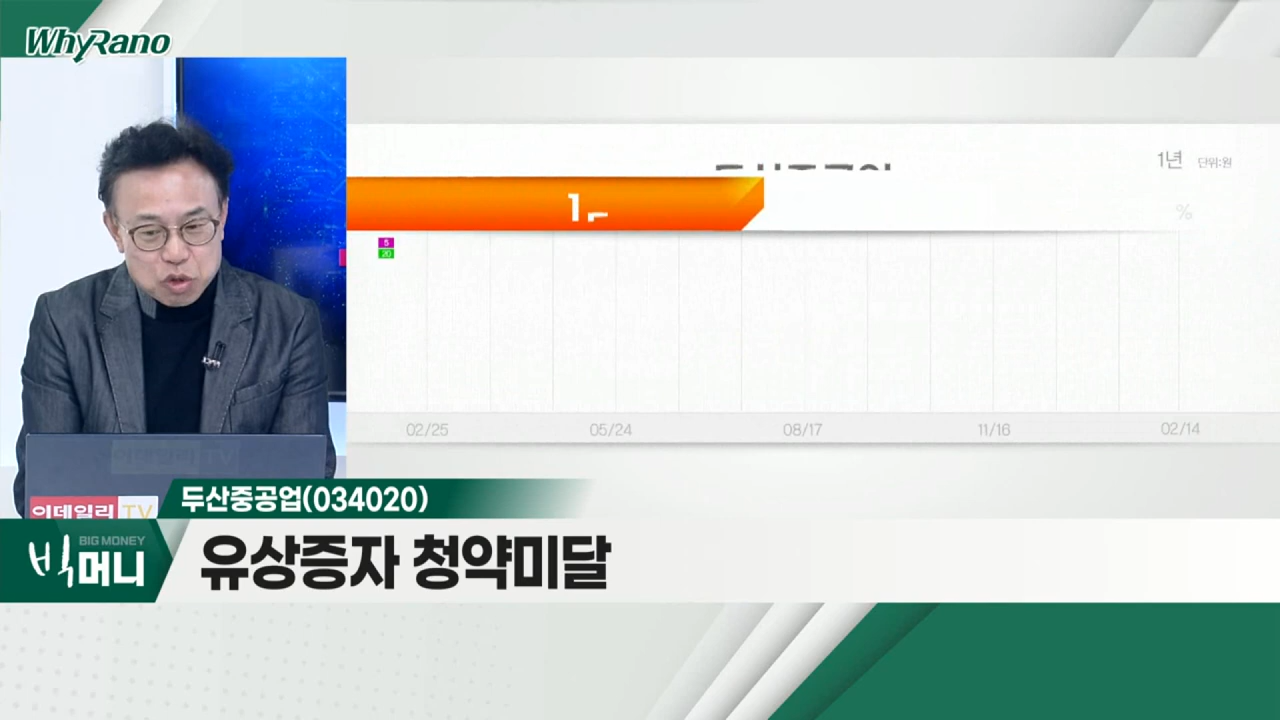 WhyRano
1년 단위:원
%
5
20
02/25 05/24 08/17 11/16 02/14
두산중공업(034020)
이데일리 TV
빅머니 BIG MONEY
유상증자 청약미달